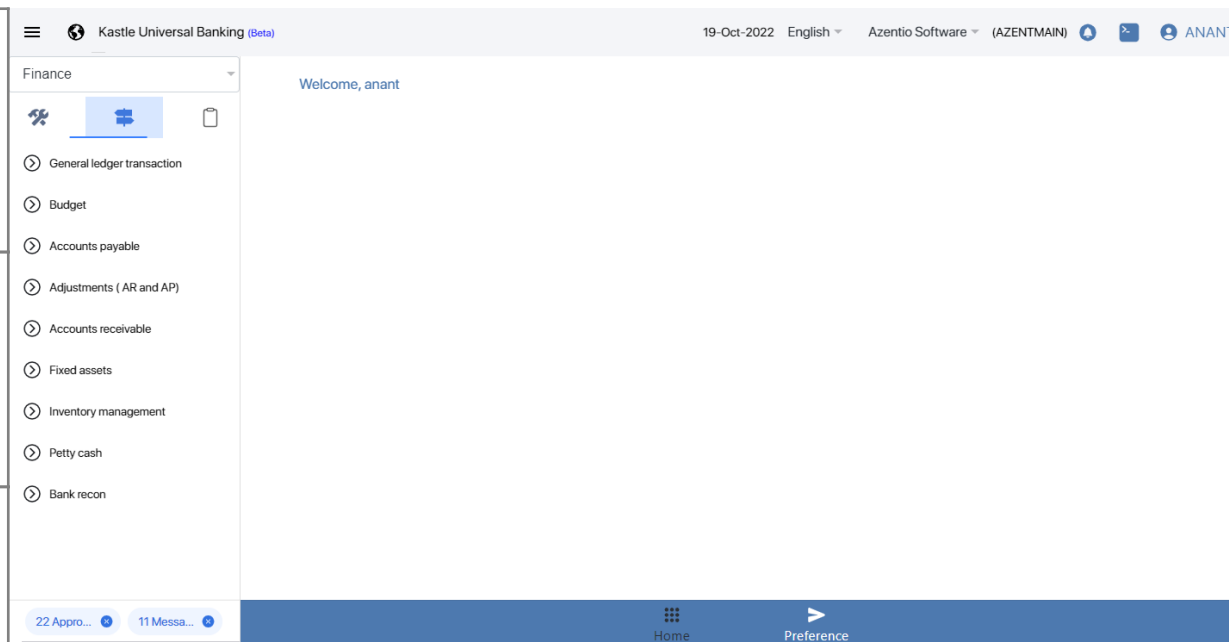 Kastle Universal Banking (Beta)
19-Oct-2022 English Azentio Software (AZENTMAIN) ANANT
Finance
Welcome, anant
General ledger transaction
Budget
Accounts payable
Adjustments ( AR and AP)
Accounts receivable
Fixed assets
Inventory management
Petty cash
Bank recon
22 Appro... 11 Messa...
Home Preference